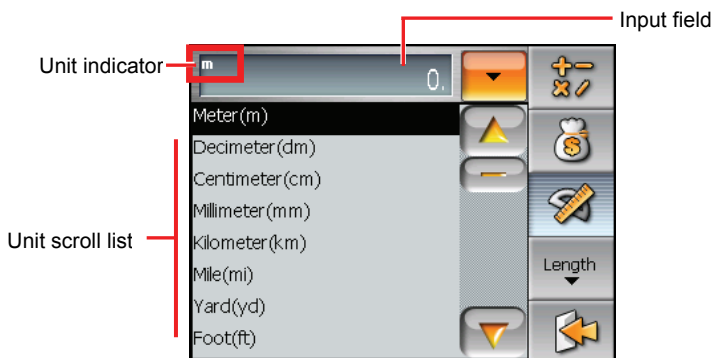 Input field
Unit indicator
m
0.
Meter(m)
Decimeter(dm)
Centimeter(cm)
Millimeter(mm)
Kilometer(km)
Mile(mi)
Yard(yd)
Foot(ft)
Unit scroll list
Length